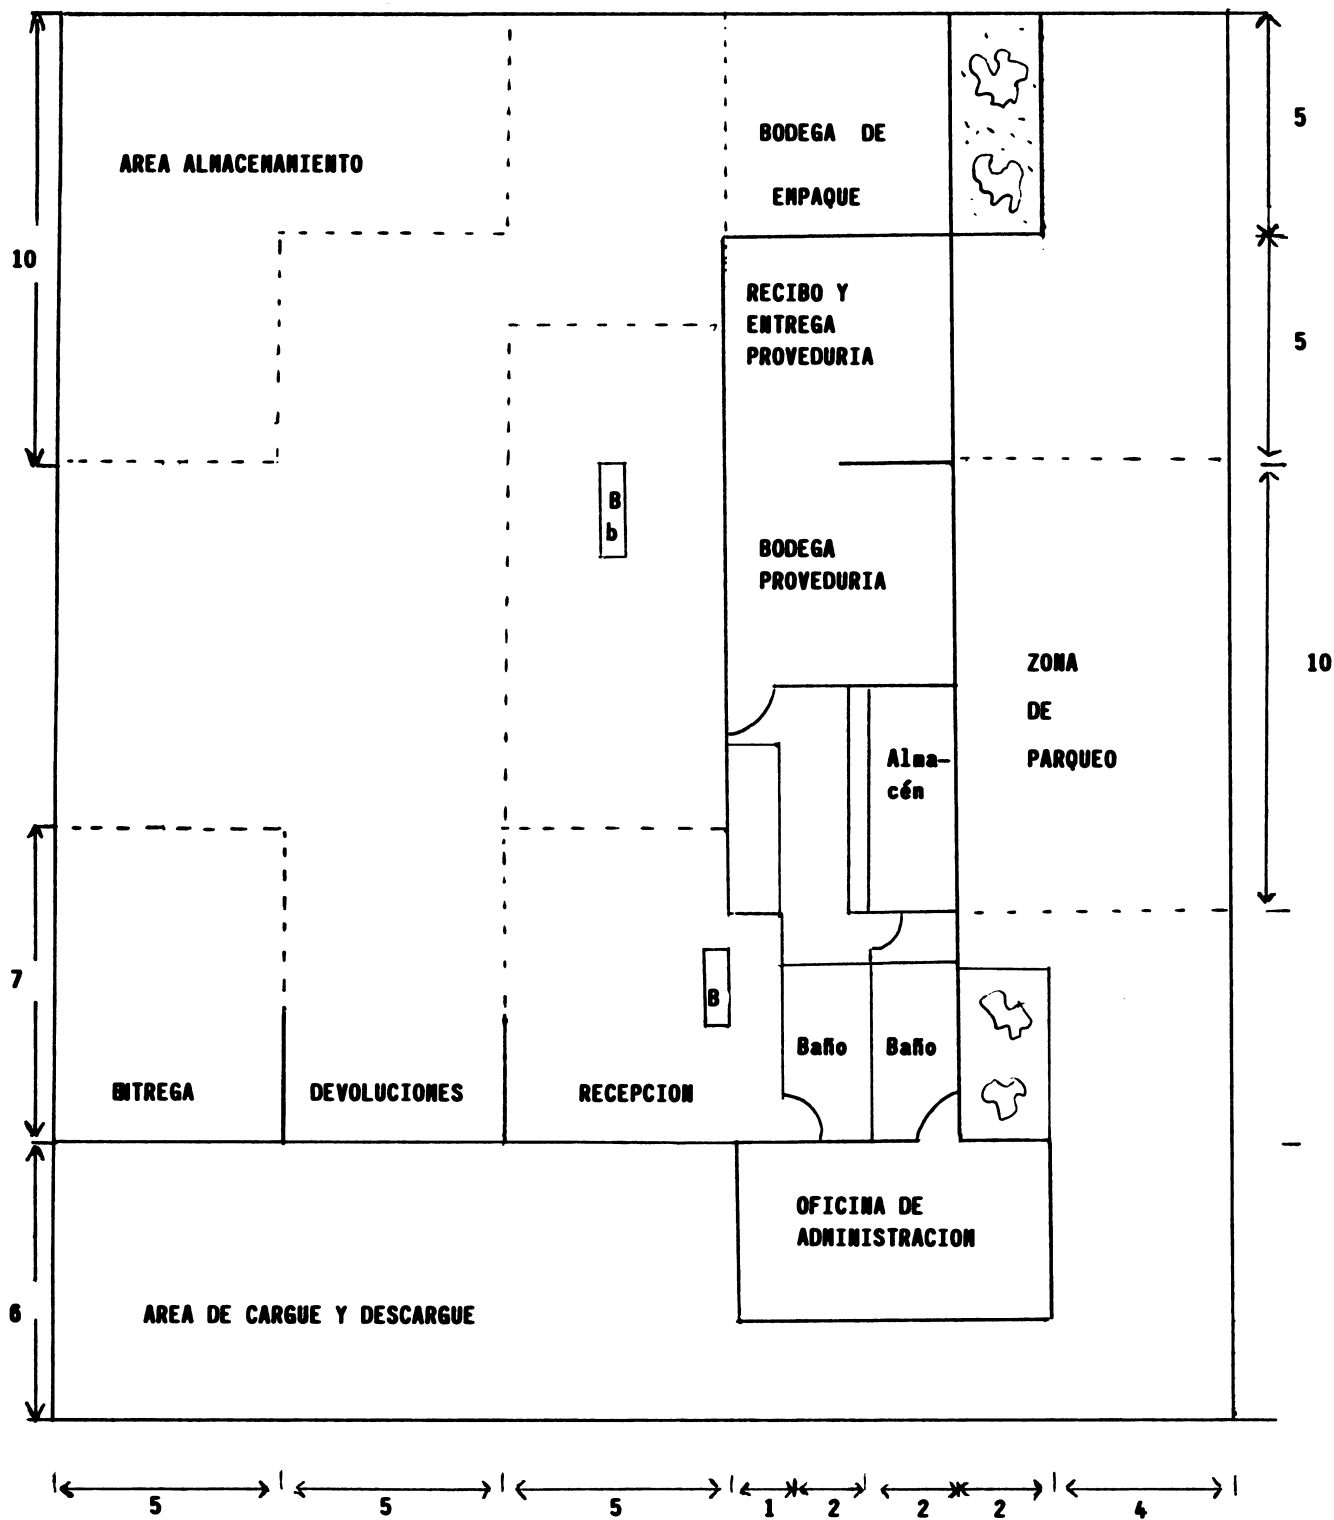 5
BODEGA DE
AREA ALMACENAMIENTO
EMPAQUE
10
RECIBO Y
ENTREGA
PROVEDURIA
5
B
b
BODEGA
PROVEDURIA
ZONA
DE
PARQUEO
10
Alma-
cén
7
B
Baño
Baño
ENTREGA
DEVOLUCIONES
RECEPCION
OFICINA DE
ADMINISTRACION
6
AREA DE CARGUE Y DESCARGUE
5
5
5
1
2
2
2
4